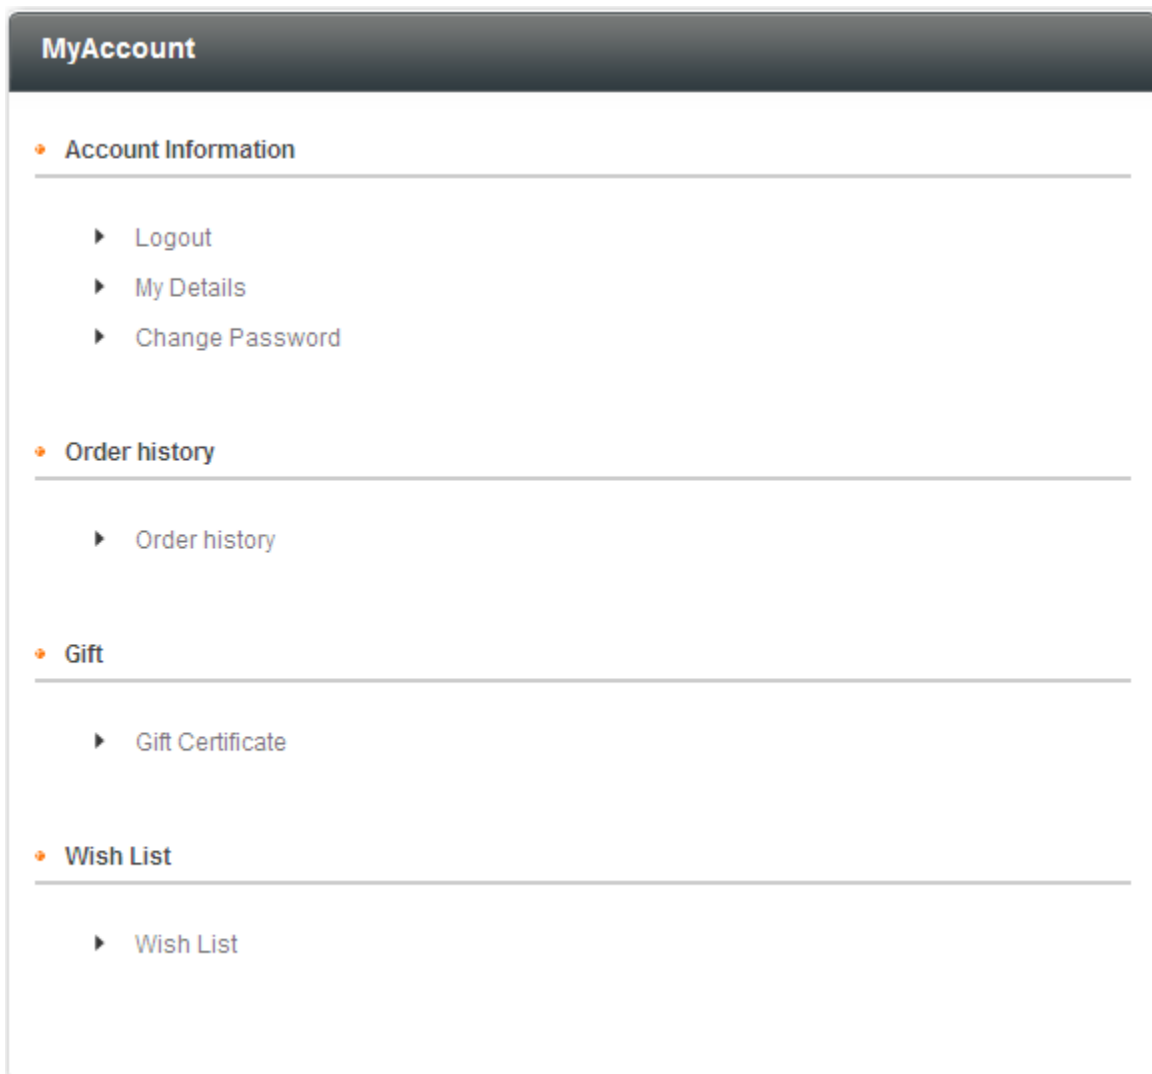 MyAccount
Account Information
Logout
My Details
Change Password
Order history
Order history
Gift
Gift Certificate
Wish List
Wish List